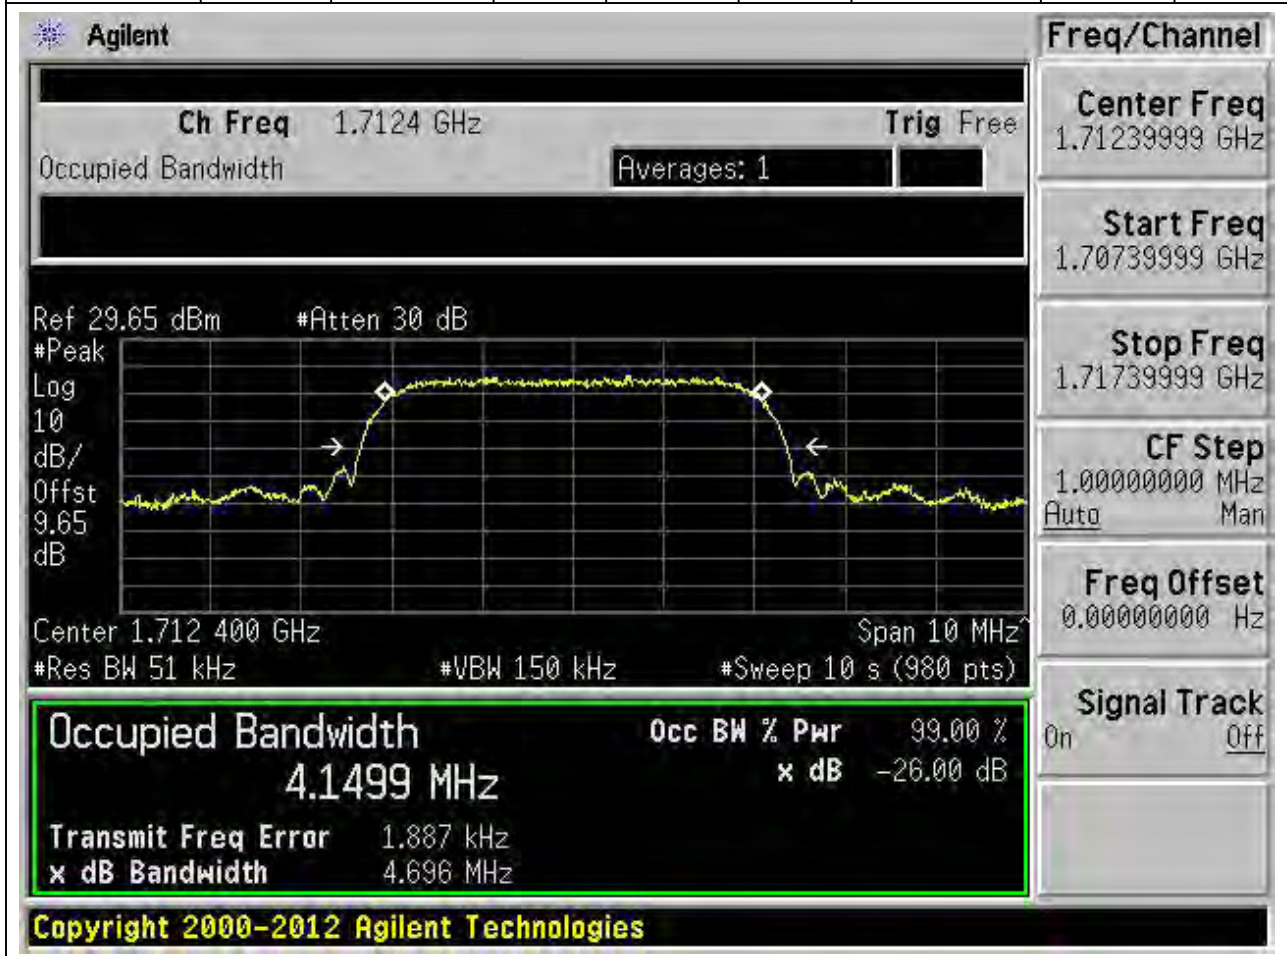 Agilent
Freq/Channel
Ch Freq 1.7124 GHz Trig Free
Occupied Bandwidth Averages: 1
Center Freq
1.71239999 GHz
Start Freq
1.70739999 GHz
Stop Freq
1.71739999 GHz
CF Step
1.00000000 MHz
Auto Man
Freq Offset
0.00000000 Hz
Signal Track
On Off
Ref 29.65 dBm #Atten 30 dB
#Peak
Log
10
dB/
Offst
9.65
dB
Center 1.712 400 GHz Span 10 MHz^
#Res BW 51 kHz #VBW 150 kHz #Sweep 10 s (980 pts)
Occupied Bandwidth Occ BW % Pwr 99.00 %
4.1499 MHz x dB -26.00 dB
Transmit Freq Error 1.887 kHz
x dB Bandwidth 4.696 MHz
Copyright 2000-2012 Agilent Technologies